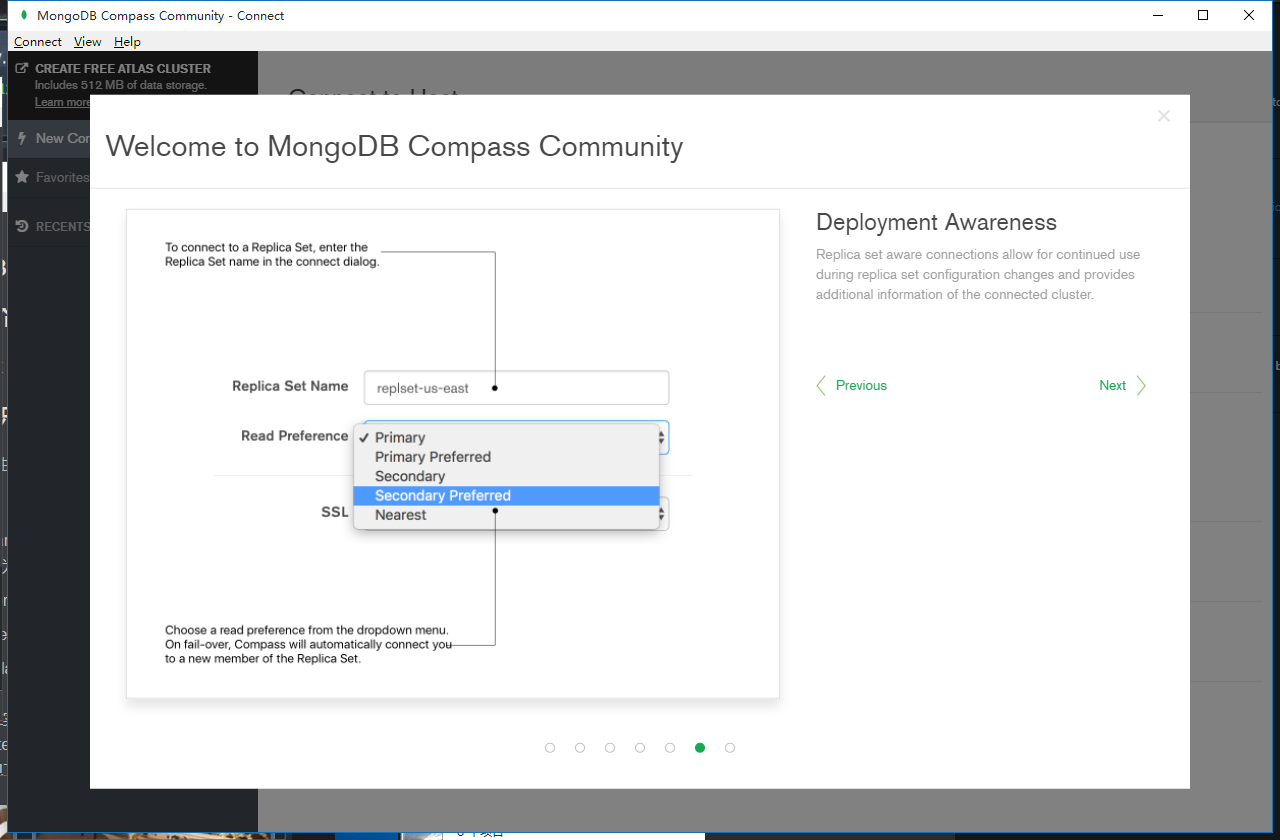 MongoDB Compass Community - Connect
Connect View Help
CREATE FREE ATLAS CLUSTER
Includes 512 MB of data storage.
Learn more
Connect to Host
New Con
Favorites
RECENTS
Welcome to MongoDB Compass Community
To connect to a Replica Set, enter the
Replica Set name in the connect dialog.
Replica Set Name replset-us-east
Read Preference
Primary
Primary Preferred
Secondary
Secondary Preferred
SSL
Nearest
Choose a read preference from the dropdown menu.
On fail-over, Compass will automatically connect you
to a new member of the Replica Set.
Deployment Awareness
Replica set aware connections allow for continued use
during replica set configuration changes and provides
additional information of the connected cluster.
Previous
Next